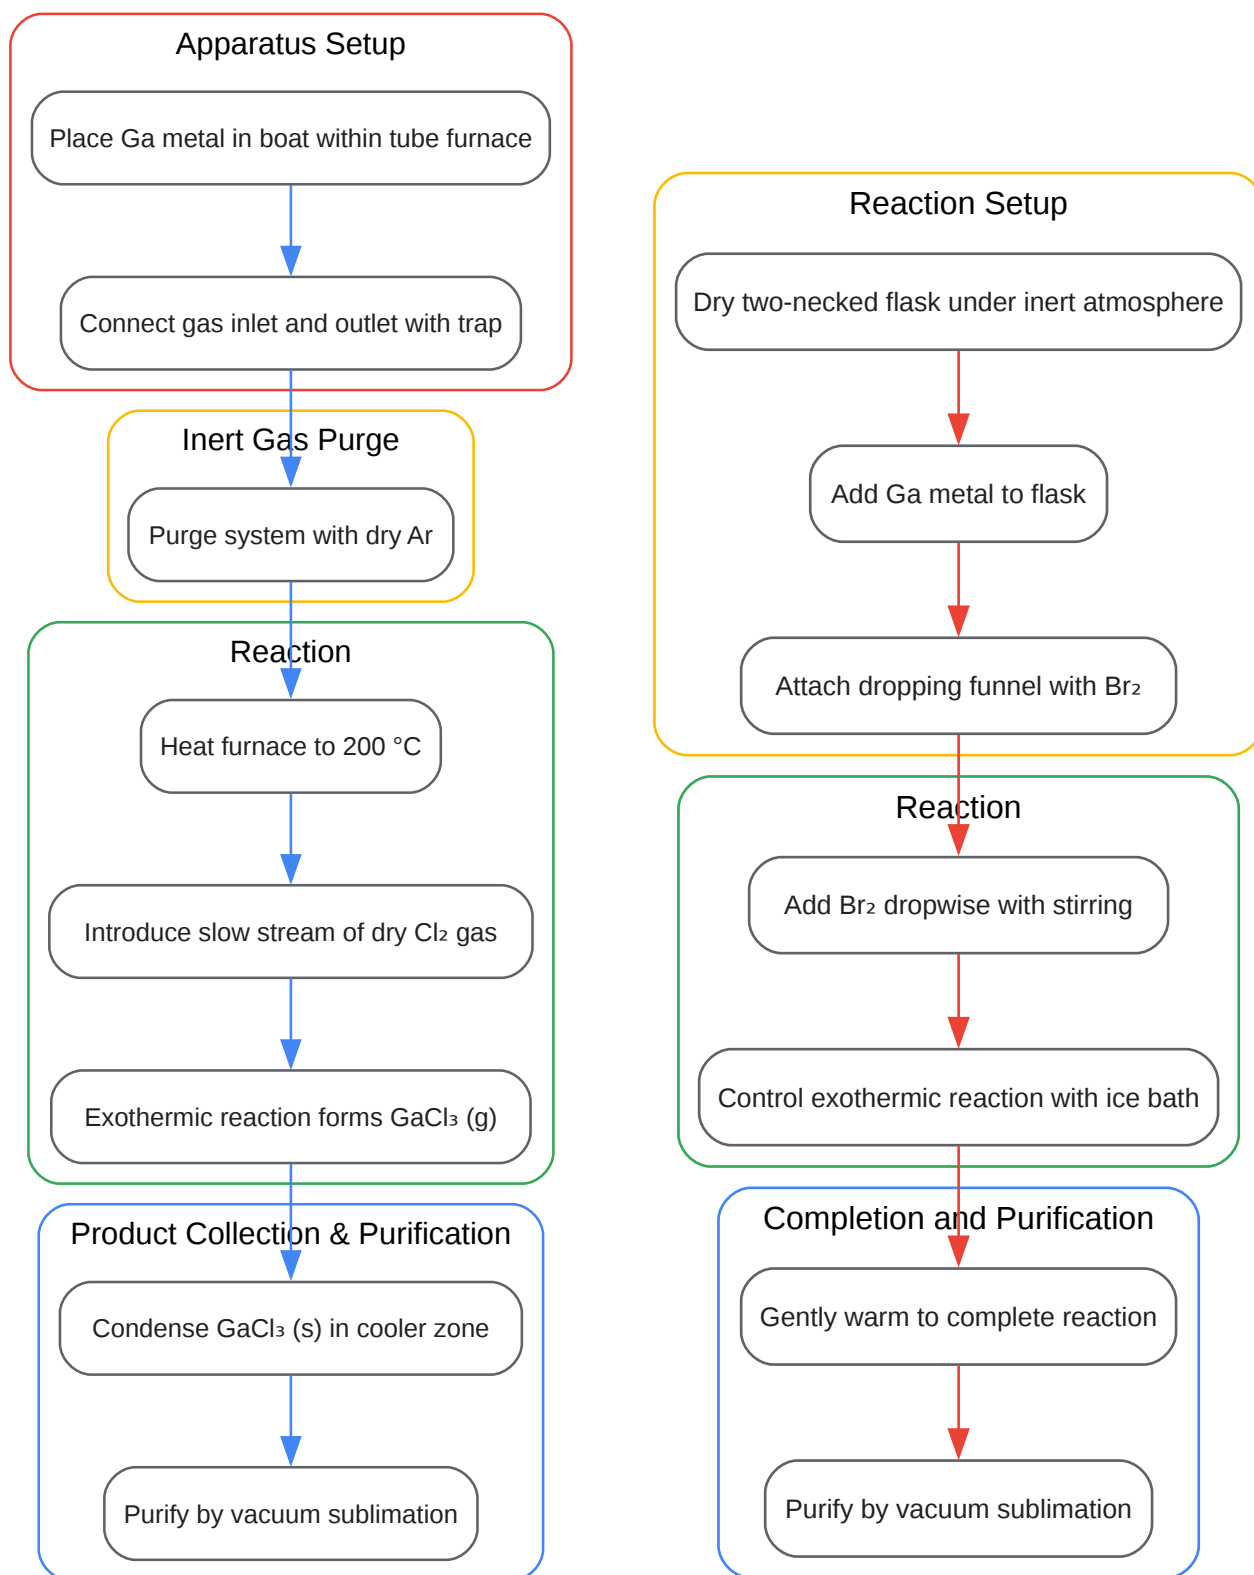 Apparatus Setup
Place Ga metal in boat within tube furnace
Connect gas inlet and outlet with trap
Inert Gas Purge
Purge system with dry Ar
Reaction
Heat furnace to 200 °C
Introduce slow stream of dry Cl₂ gas
Exothermic reaction forms GaCl₃ (g)
Product Collection & Purification
Condense GaCl₃ (s) in cooler zone
Purify by vacuum sublimation
Reaction Setup
Dry two-necked flask under inert atmosphere
Add Ga metal to flask
Attach dropping funnel with Br₂
Reaction
Add Br₂ dropwise with stirring
Control exothermic reaction with ice bath
Completion and Purification
Gently warm to complete reaction
Purify by vacuum sublimation